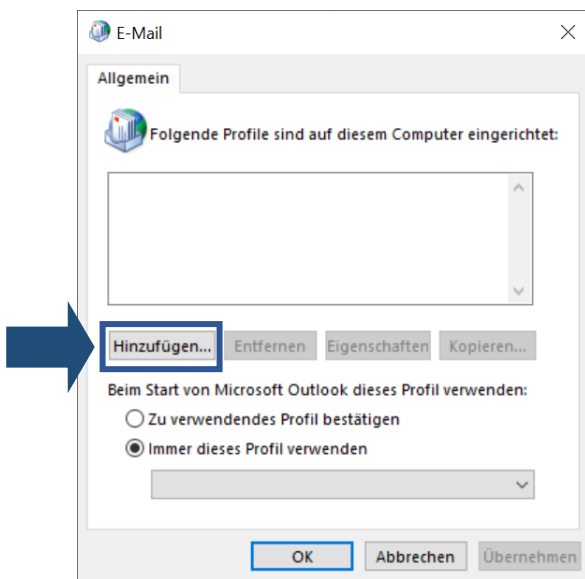 E-Mail
Allgemein
Folgende Profile sind auf diesem Computer eingerichtet:
Hinzufügen... Entfernen Eigenschaften Kopieren...
Beim Start von Microsoft Outlook dieses Profil verwenden:
Zu verwendendes Profil bestätigen
Immer dieses Profil verwenden
OK Abbrechen Übernehmen